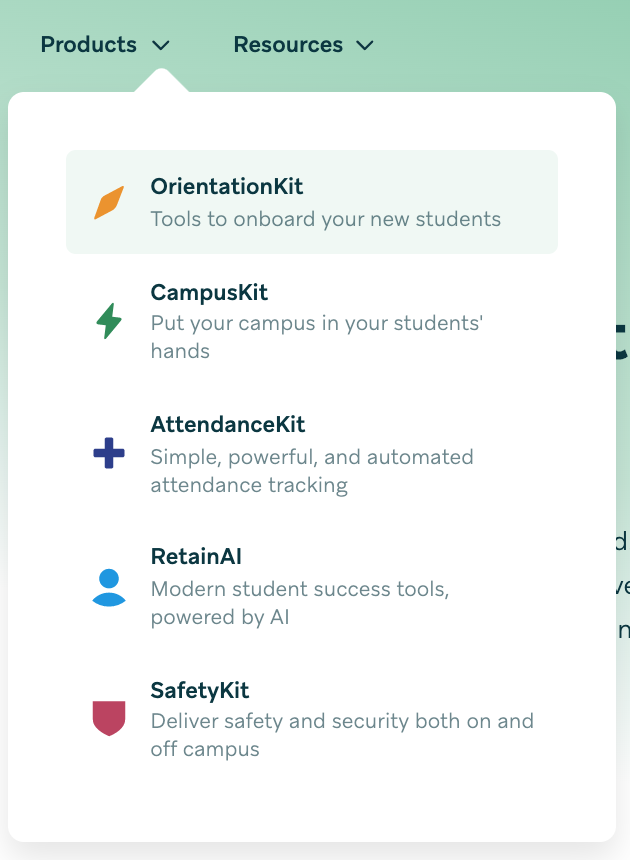 Products
Resources
OrientationKit
Tools to onboard your new students
CampusKit
Put your campus in your students'
hands
AttendanceKit
Simple, powerful, and automated
attendance tracking
RetainAI
Modern student success tools,
powered by AI
SafetyKit
Deliver safety and security both on and
off campus